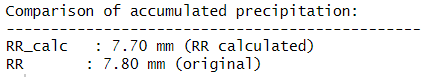 Comparison of accumulated precipitation:
--------------------------------------------------
RR_calc   : 7.70 mm (RR calculated)
RR       : 7.80 mm (original)